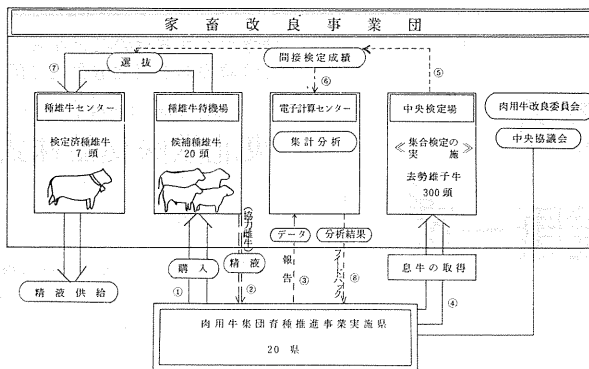 家畜改良事業団
選抜
間接検定成績
⑦
⑥
⑤
種雄牛センター
検定済種雄牛
7頭
種雄牛待機場
候補種雄牛
20頭
電子計算センター
集計分析
中央検定場
≪集合検定の実施≫
去勢雄子牛
300頭
肉用牛改良委員会
中央協議会
(協力雌牛)
データ
分析結果
精液供給
購入
①
精液
②
報告
③
フィードバック
⑧
息牛の取得
④
肉用牛集団育種推進事業実施県
20県